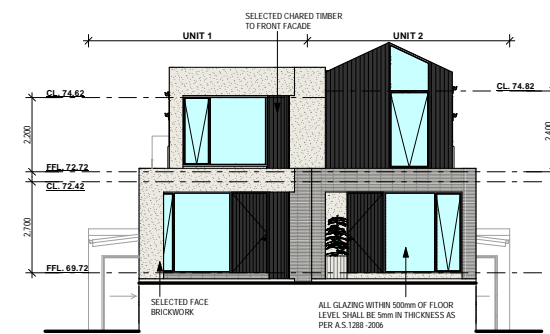 SELECTED CHARED TIMBER
TO FRONT FACADE
UNIT 1
UNIT 2
CL. 74.62
CL. 74.82
2,200
2,400
FFL. 72.72
CL. 72.42
2,700
FFL. 69.72
SELECTED FACE
BRICKWORK
ALL GLAZING WITHIN 500mm OF FLOOR
LEVEL SHALL BE 5mm IN THICKNESS AS
PER A.S.1288 -2006